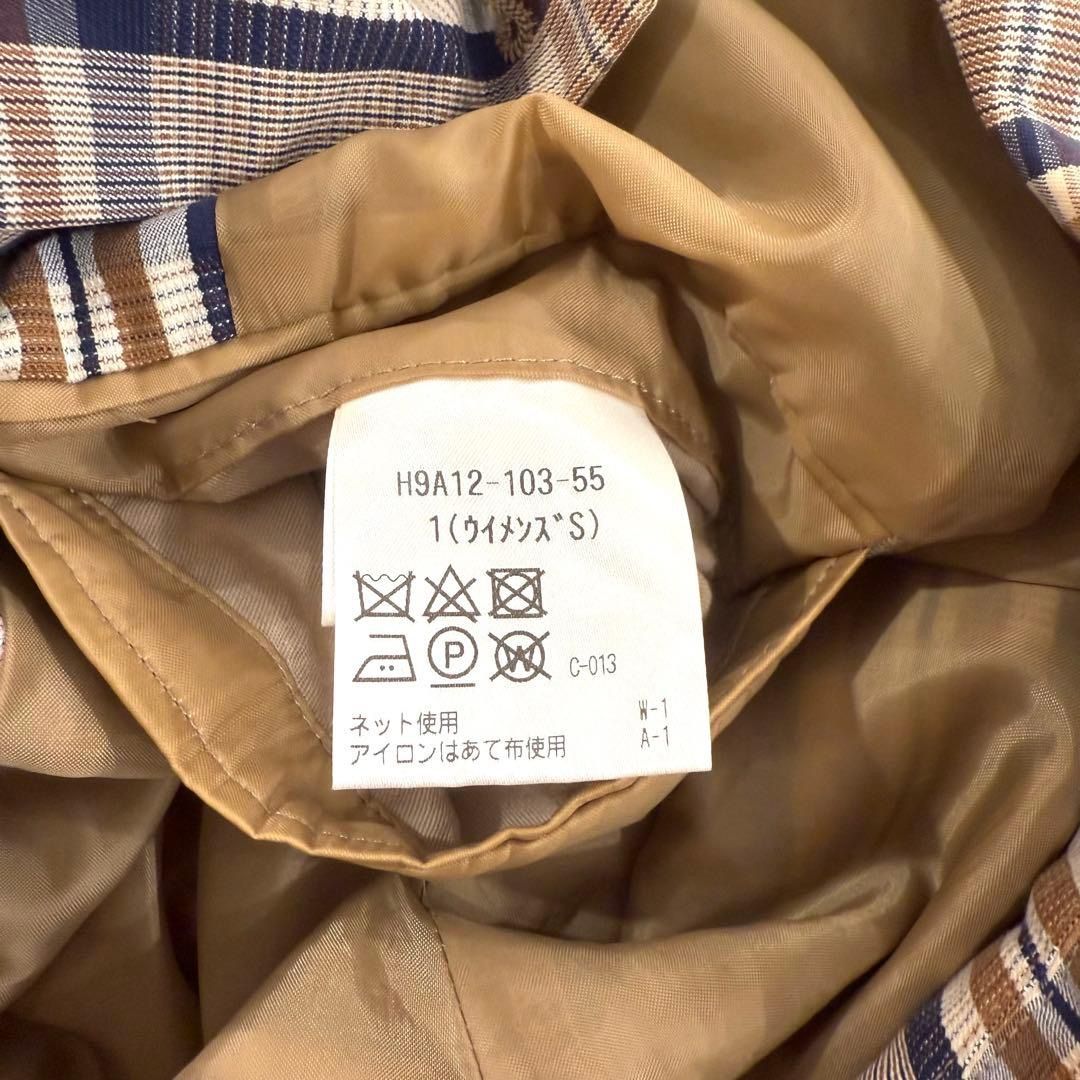 H9A12-103-55
1(ウイメンズS)
P W C-013
ネット使用 W-1
アイロンはあて布使用 A-1